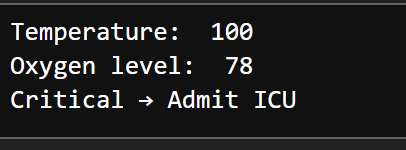 Temperature:  100
Oxygen level:  78
Critical → Admit ICU